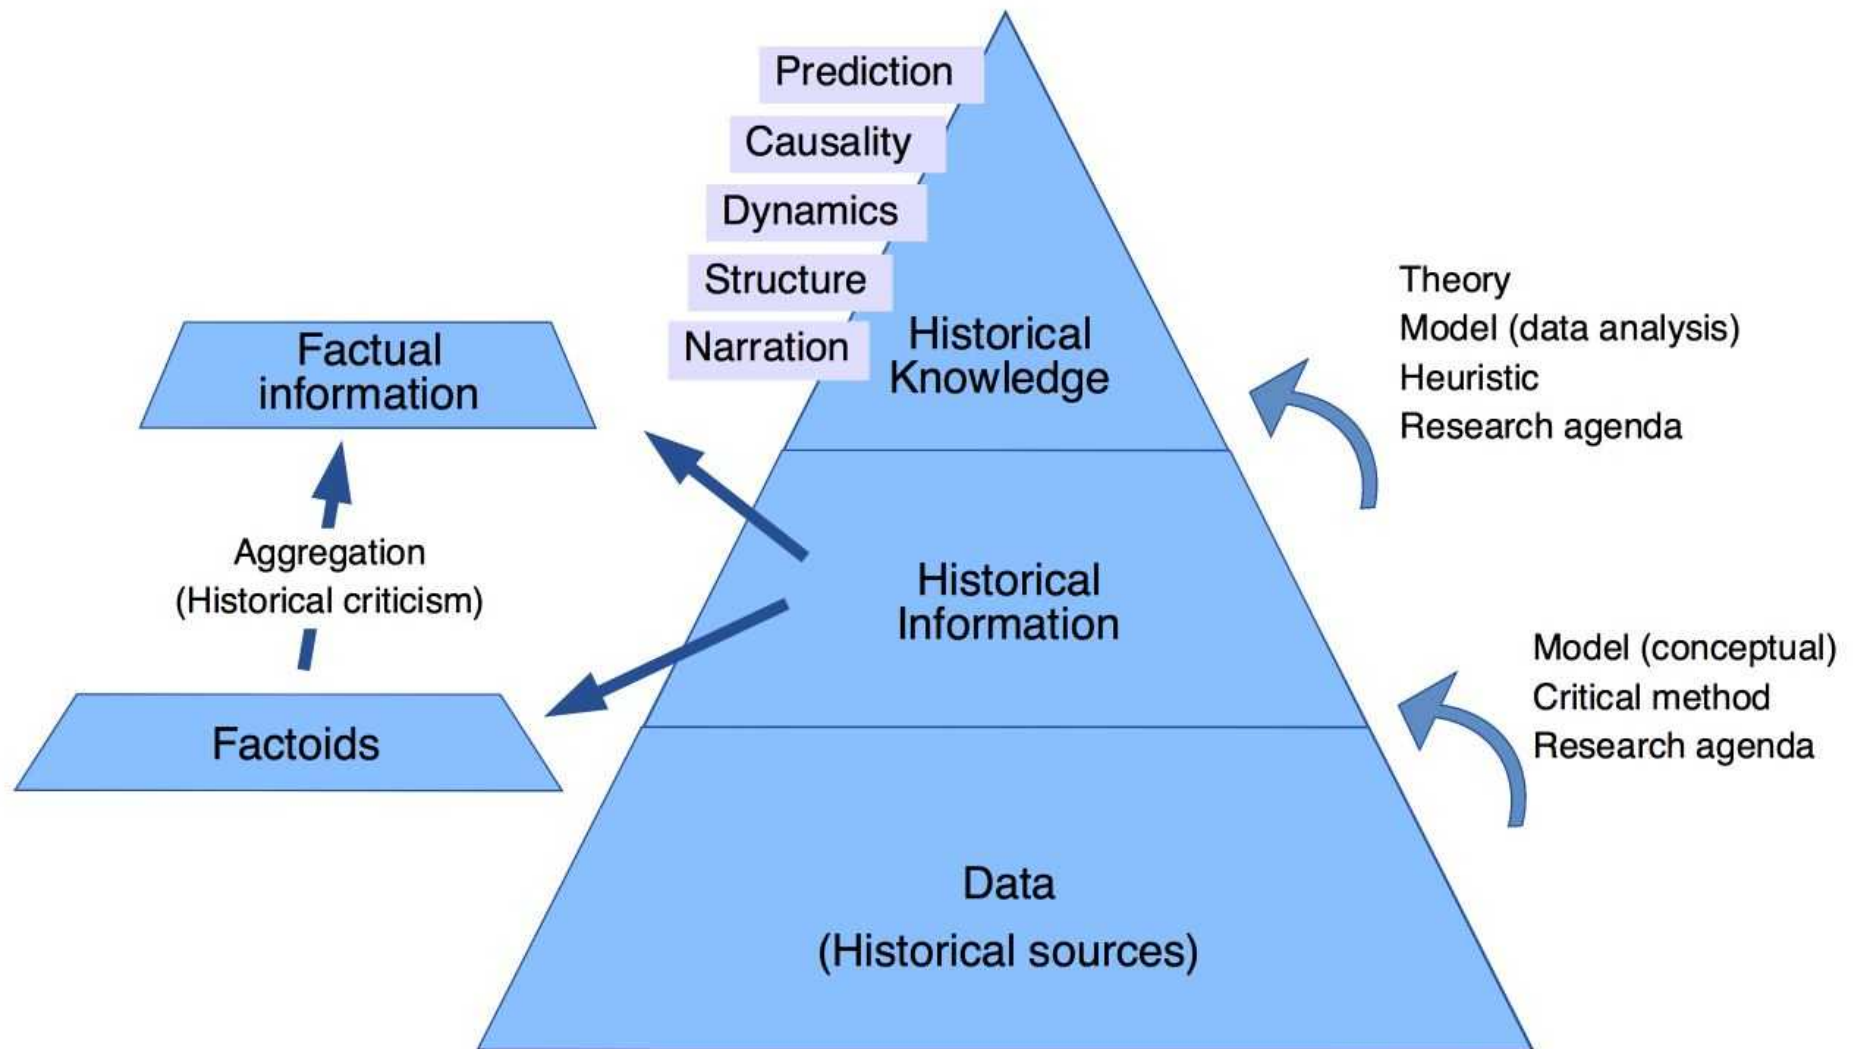 Prediction
Causality
Dynamics
Structure
Narration
Historical
Knowledge
Theory
Model (data analysis)
Heuristic
Research agenda
Factual
information
Aggregation
(Historical criticism)
Factoids
Historical
Information
Model (conceptual)
Critical method
Research agenda
Data
(Historical sources)